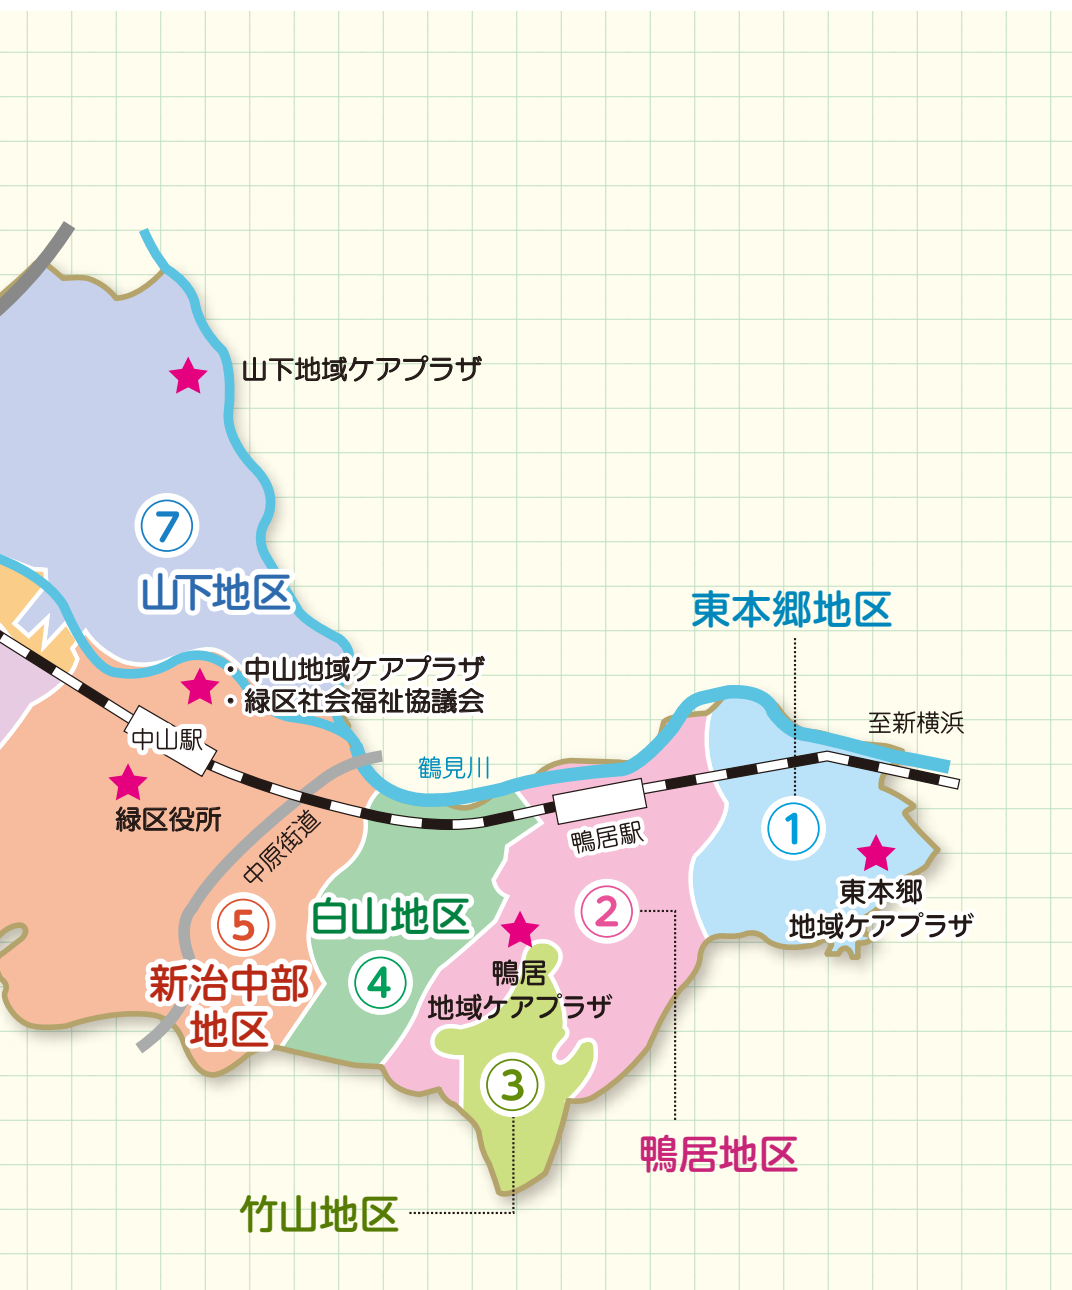 山下地域ケアプラザ
7
山下地区
東本郷地区
・中山地域ケアプラザ
・緑区社会福祉協議会
至新横浜
中山駅
鶴見川
緑区役所
中原街道
鴨居駅
1
東本郷
地域ケアプラザ
白山地区
2
5
4
新治中部
地区
鴨居
地域ケアプラザ
3
鴨居地区
竹山地区